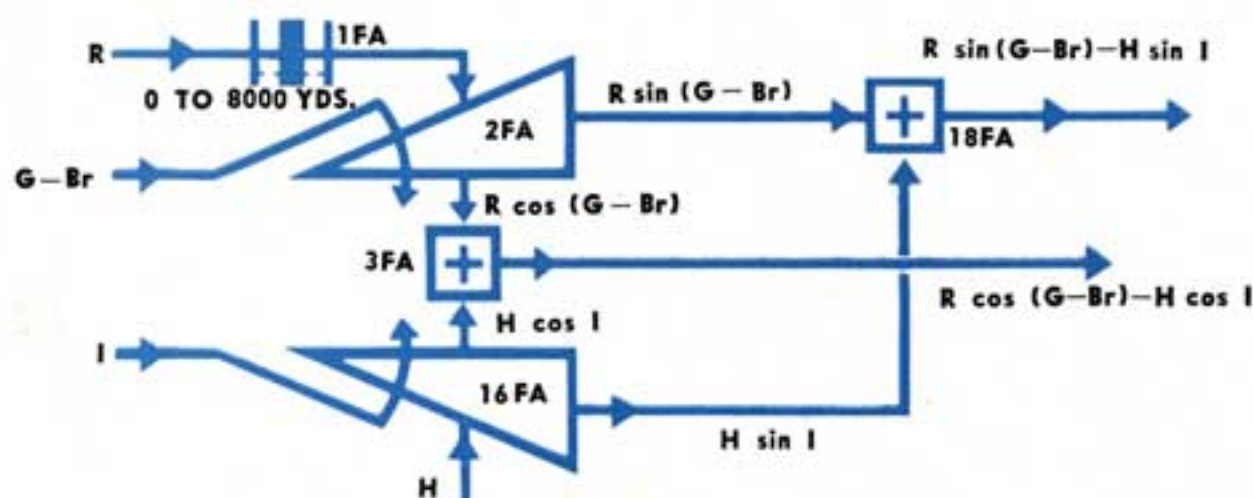 R
1FA
0 TO 8000 YDS.
G-Br
2FA
R sin (G-Br)
+
18FA
R sin(G-Br)-H sin I
R cos (G-Br)
3FA
+
R cos (G-Br)-H cos I
H cos I
I
16FA
H sin I
H